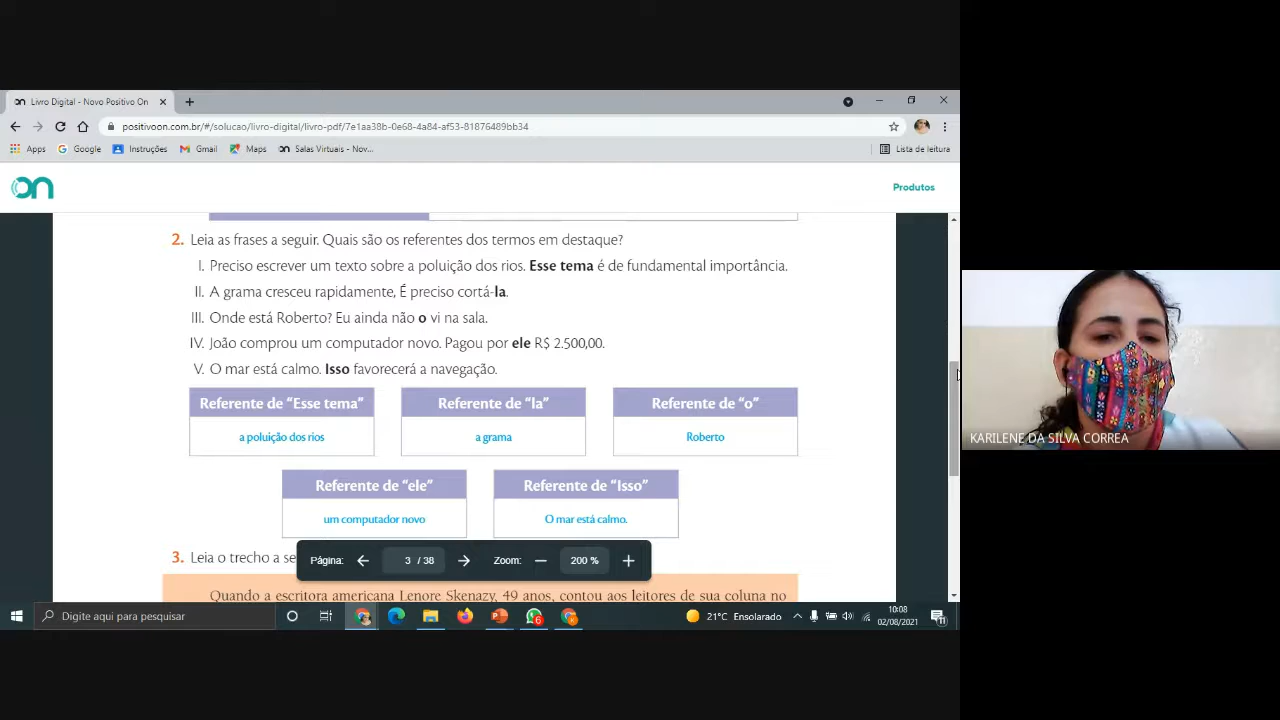 Livro Digital - Novo Positivo On
positivoon.com.br/#/solucao/livro-digital/livro-pdf/7e1aa38b-0e68-4a84-af53-81876489bb34
Apps Google Instruções Gmail Maps Salas Virtuais - Nov... Lista de leitura
on Produtos
2. Leia as frases a seguir. Quais são os referentes dos termos em destaque?
I. Preciso escrever um texto sobre a poluição dos rios. Esse tema é de fundamental importância.
II. A grama cresceu rapidamente, É preciso cortá-la.
III. Onde está Roberto? Eu ainda não o vi na sala.
IV. João comprou um computador novo. Pagou por ele R$ 2.500,00.
V. O mar está calmo. Isso favorecerá a navegação.
Referente de “Esse tema” Referente de “la” Referente de “o”
a poluição dos rios a grama Roberto
Referente de “ele” Referente de “Isso”
um computador novo O mar está calmo.
3. Leia o trecho a se
Página: 3 / 38 Zoom: 200 %
Quando a escritora americana Lenore Skenazy, 49 anos, contou aos leitores de sua coluna no
Digite aqui para pesquisar 6 21°C Ensolarado 10:08
02/08/2021 11
KARILENE DA SILVA CORREA